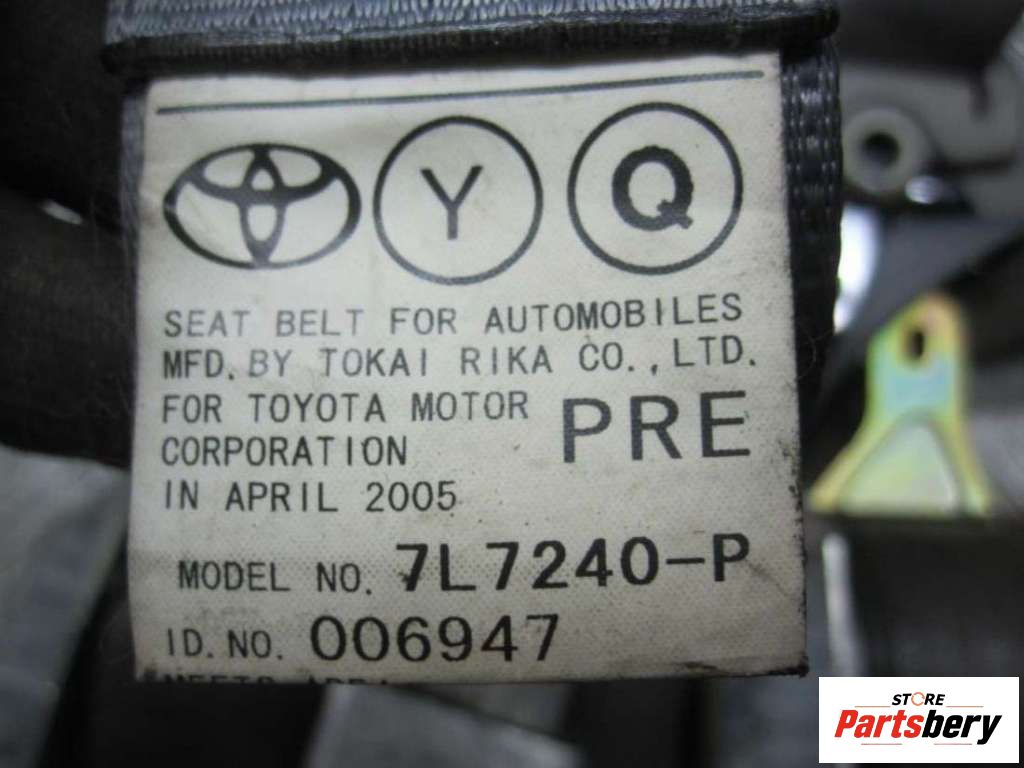 Y Q
SEAT BELT FOR AUTOMOBILES
MFD. BY TOKAI RIKA CO., LTD.
FOR TOYOTA MOTOR
CORPORATION PRE
IN APRIL 2005
MODEL NO. 7L7240-P
ID. NO. 006947
STORE
Partsbery